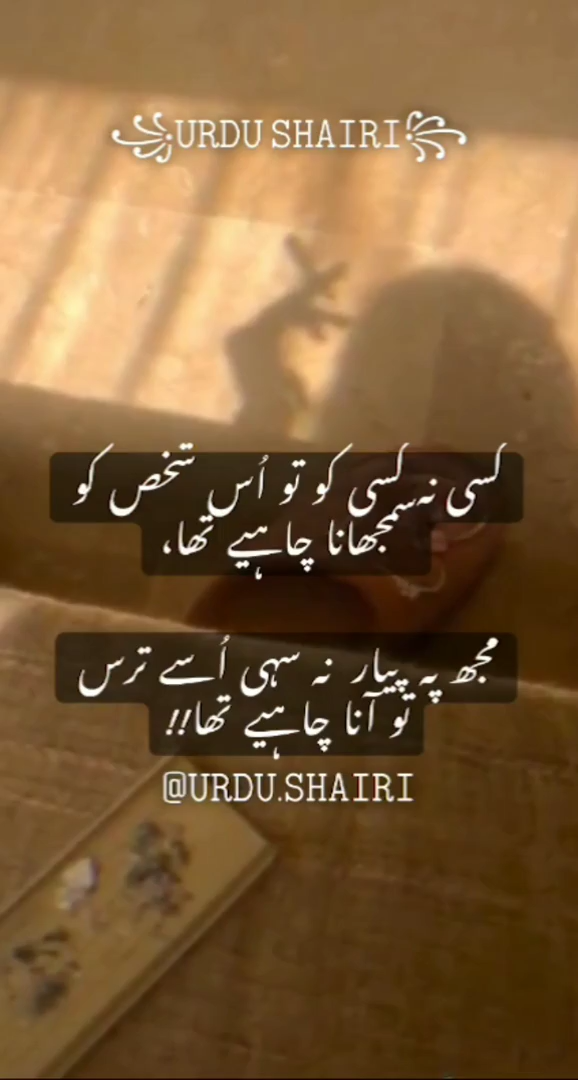 URDU SHAIRI
کسی نہ کسی کو تو اُس شخص کو
سمجھانا چاہیے تھا،
مجھ پہ پیار نہ سہی اُسے ترس
تو آنا چاہیے تھا!!
@URDU.SHAIRI